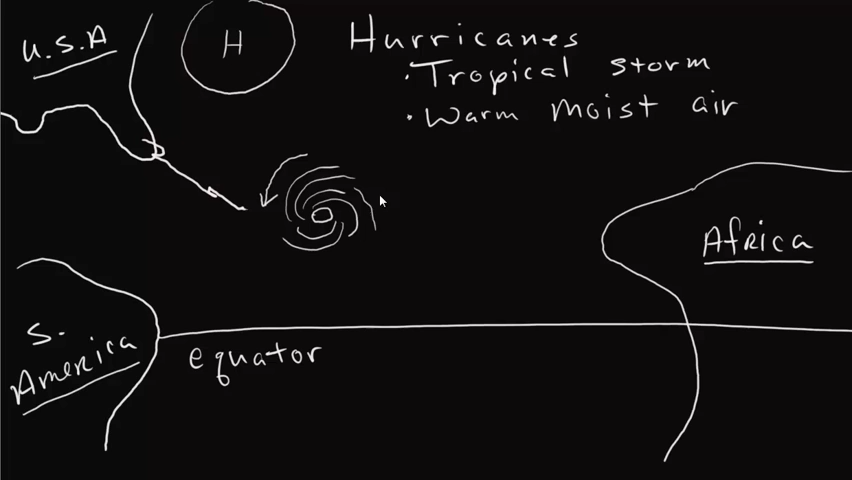 U.S.A
H
Hurricanes
· Tropical storm
· Warm moist air
Africa
S.
America
equator